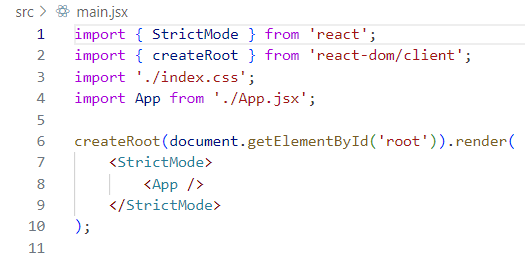 src > main.jsx
1 import { StrictMode } from 'react';
2 import { createRoot } from 'react-dom/client';
3 import './index.css';
4 import App from './App.jsx';
5
6 createRoot(document.getElementById('root')).render(
7     <StrictMode>
8         <App />
9     </StrictMode>
10 );
11